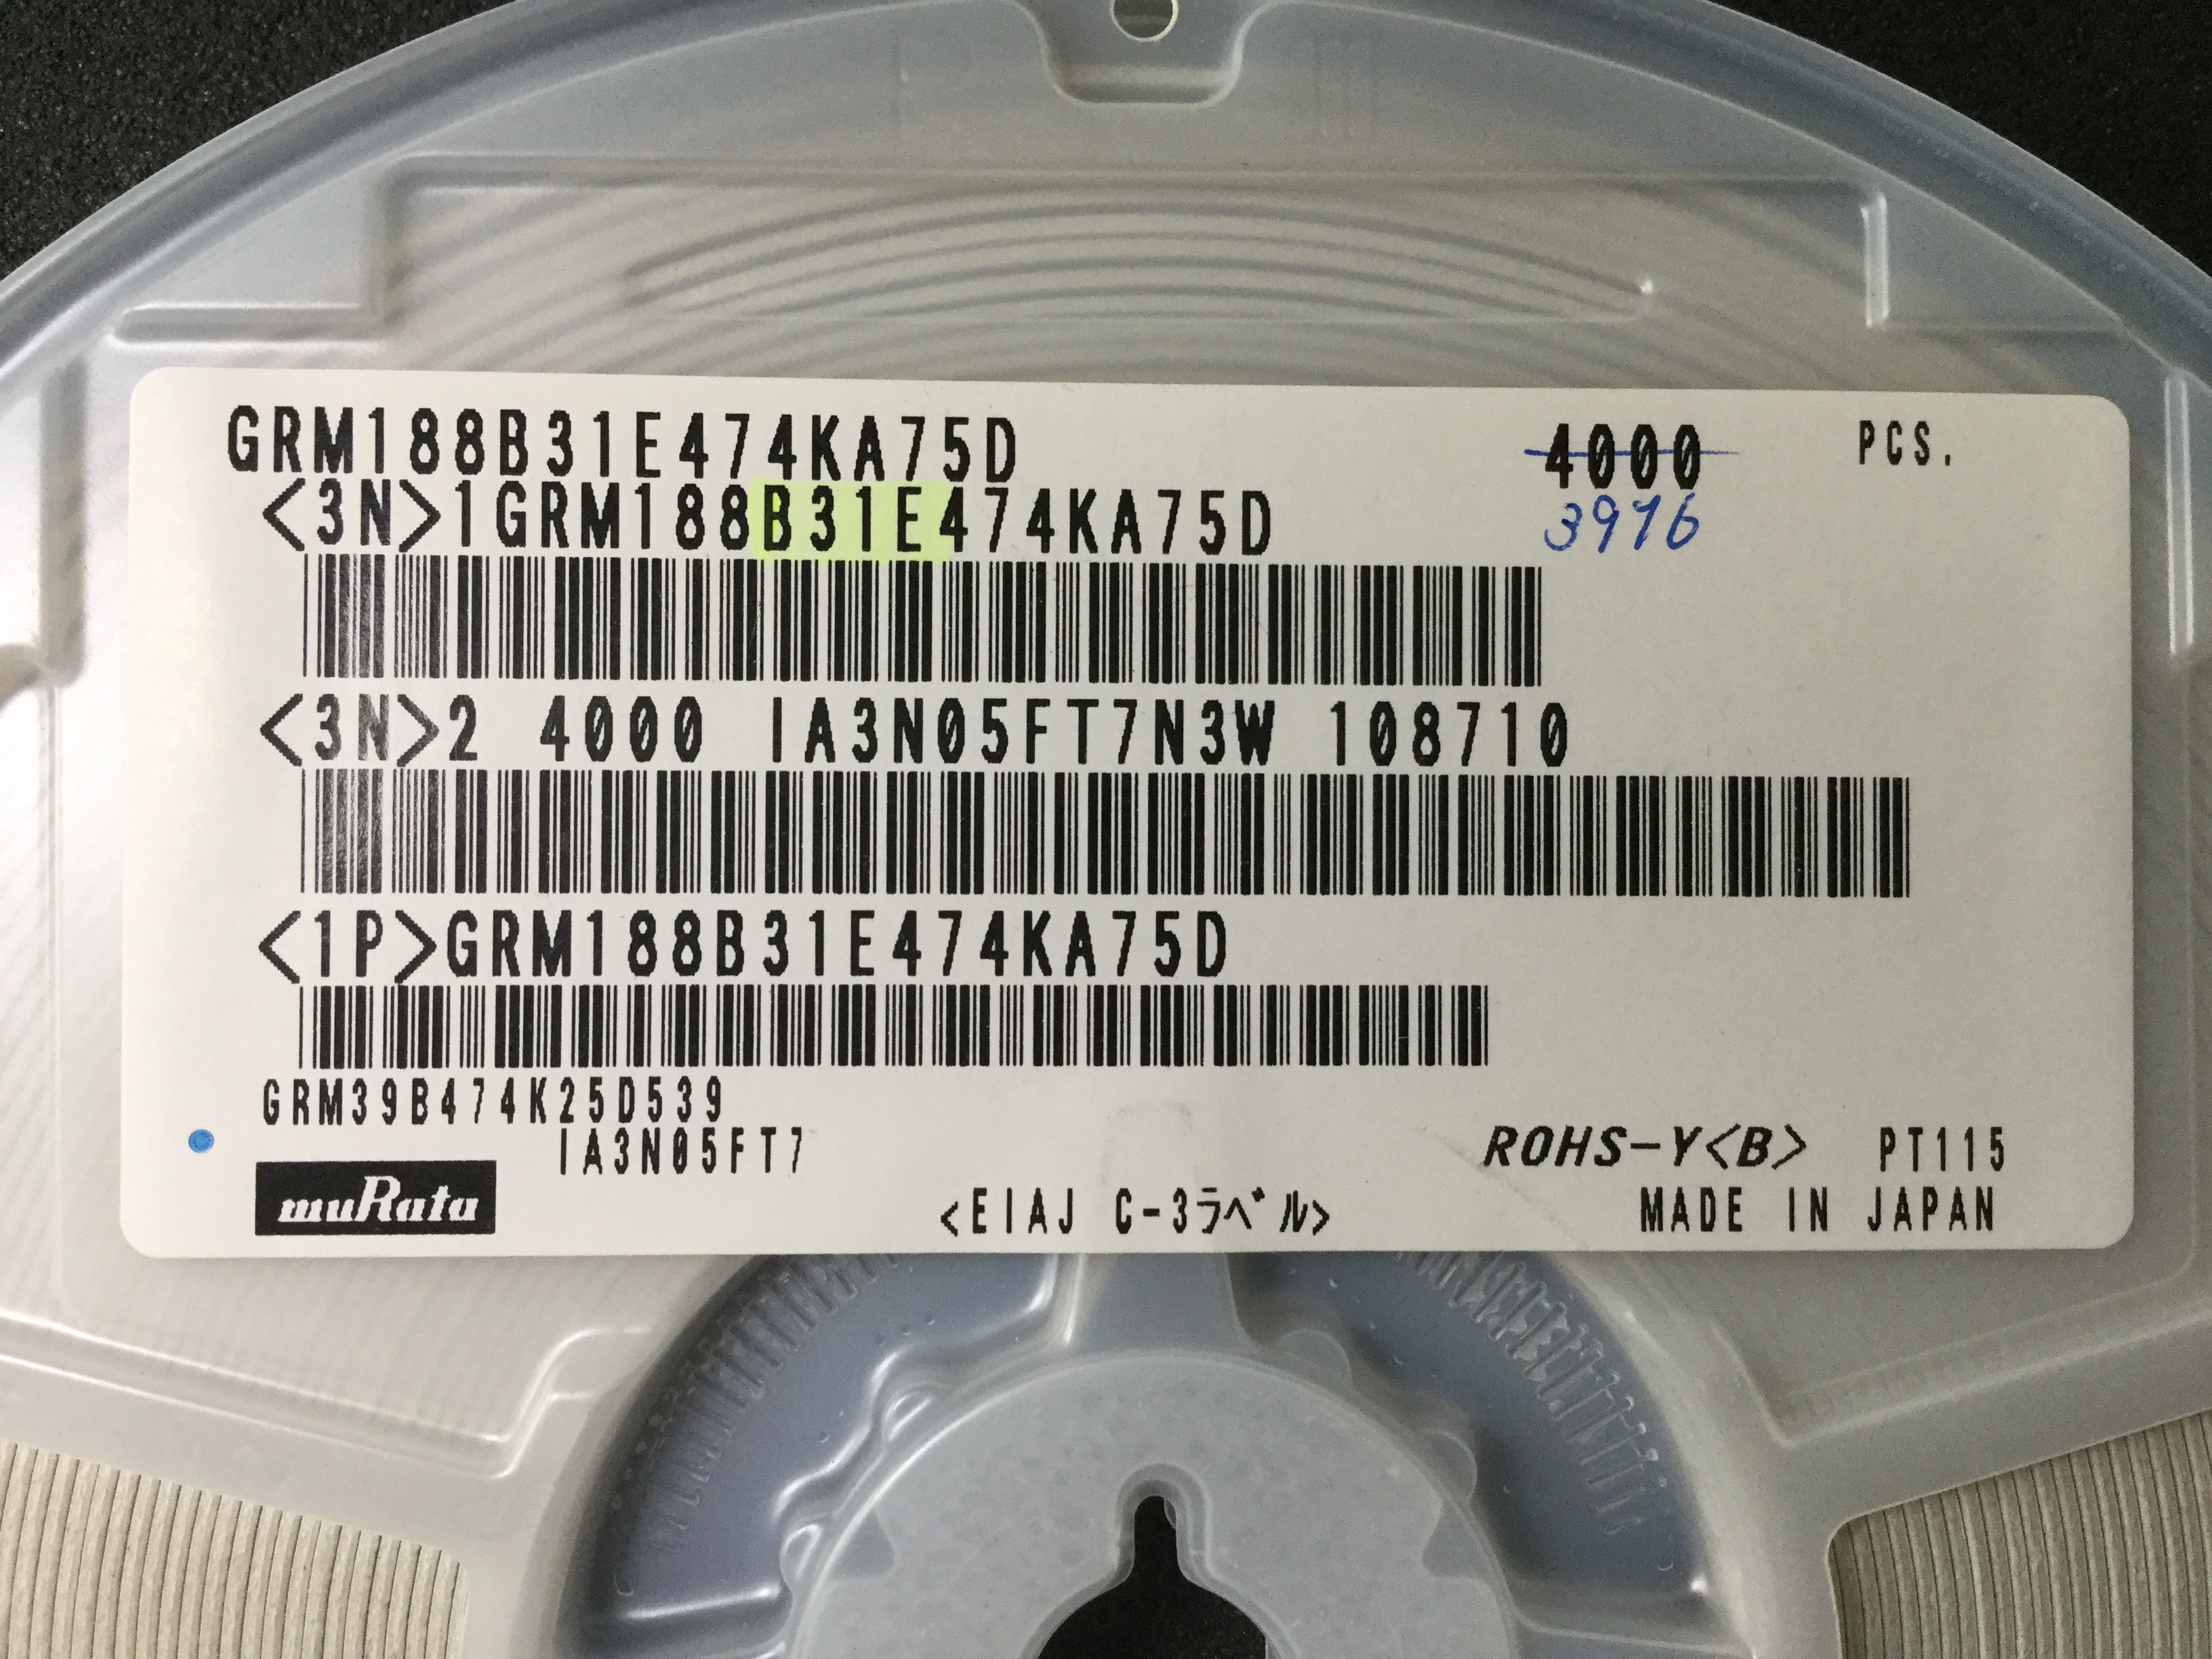 GRM188B31E474KA75D 4000 PCS.
<3N>1GRM188B31E474KA75D 3976
<3N>2 4000 IA3N05FT7N3W 108710
<1P>GRM188B31E474KA75D
GRM39B474K25D539
IA3N05FT7 ROHS-Y<B> PT115
muRata <EIAJ C-3ラベル> MADE IN JAPAN